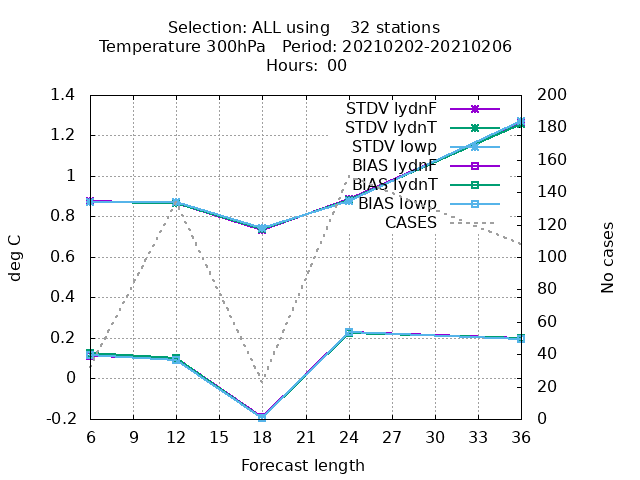 Selection: ALL using    32 stations
Temperature 300hPa   Period: 20210202-20210206
Hours:  00
1.4
1.2
1
0.8
0.6
0.4
0.2
0
-0.2
deg C
STDV lydnF
STDV lydnT
STDV lowp
BIAS lydnF
BIAS lydnT
BIAS lowp
CASES
200
180
160
140
120
100
80
60
40
20
0
No cases
6 9 12 15 18 21 24 27 30 33 36
Forecast length